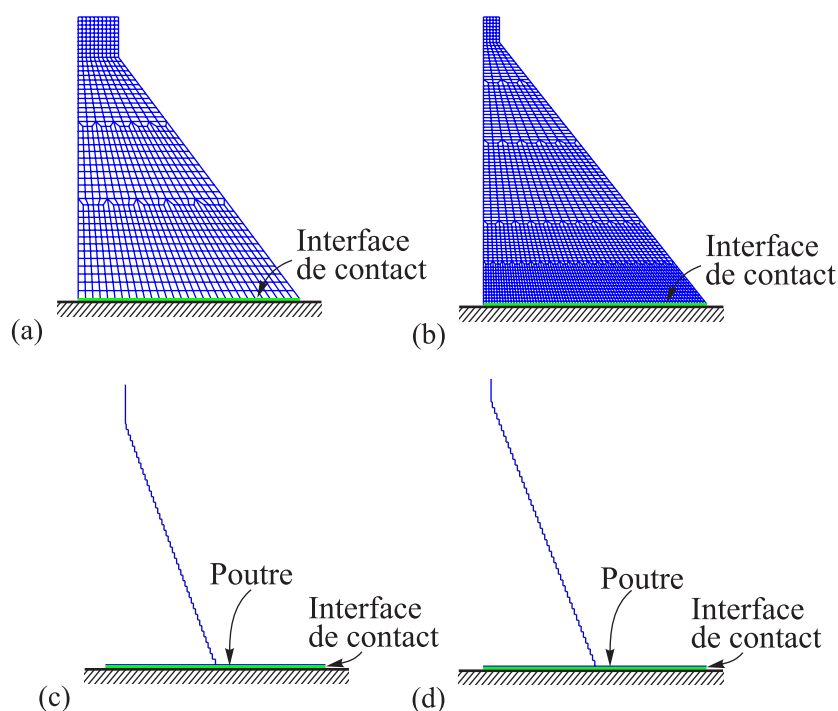 Interface
de contact
(a)
Interface
de contact
(b)
Poutre
Interface
de contact
(c)
Poutre
Interface
de contact
(d)